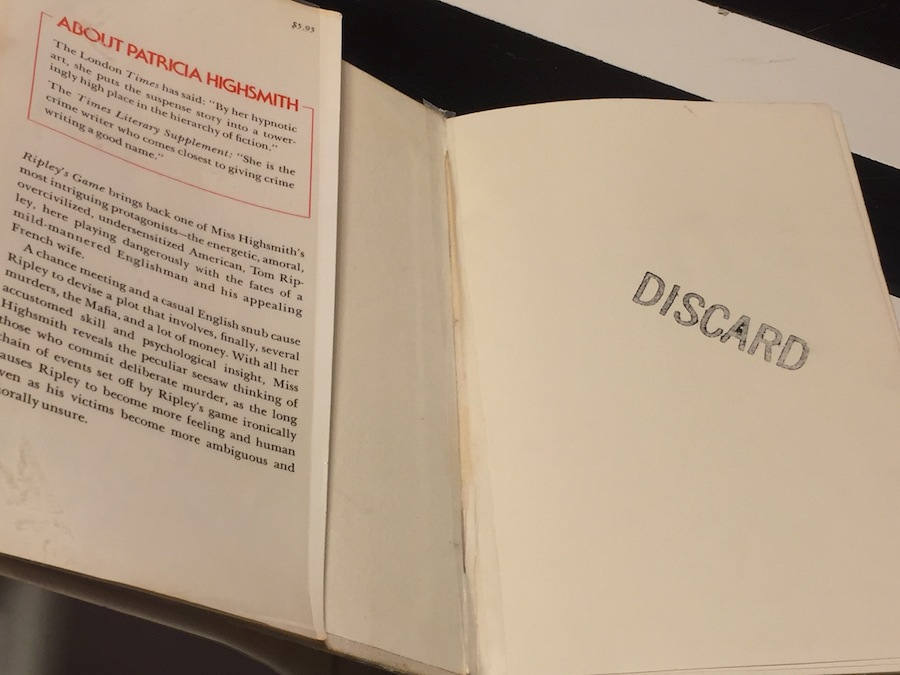 $5.95
ABOUT PATRICIA HIGHSMITH
The London Times has said: "By her hypnotic
art, she puts the suspense story into a tower-
ingly high place in the hierarchy of fiction."
The Times Literary Supplement: "She is the
crime writer who comes closest to giving crime
writing a good name."
Ripley's Game brings back one of Miss Highsmith's
most intriguing protagonists—the energetic, amoral,
overcivilized, undersensitized American, Tom Rip-
ley, here playing dangerously with the fates of a
mild-mannered Englishman and his appealing
French wife.
A chance meeting and a casual English snub cause
Ripley to devise a plot that involves, finally, several
murders, the Mafia, and a lot of money. With all her
accustomed skill and psychological insight, Miss
Highsmith reveals the peculiar seesaw thinking of
those who commit deliberate murder, as the long
chain of events set off by Ripley's game ironically
auses Ripley to become more feeling and human
ven as his victims become more ambiguous and
orally unsure.
DISCARD